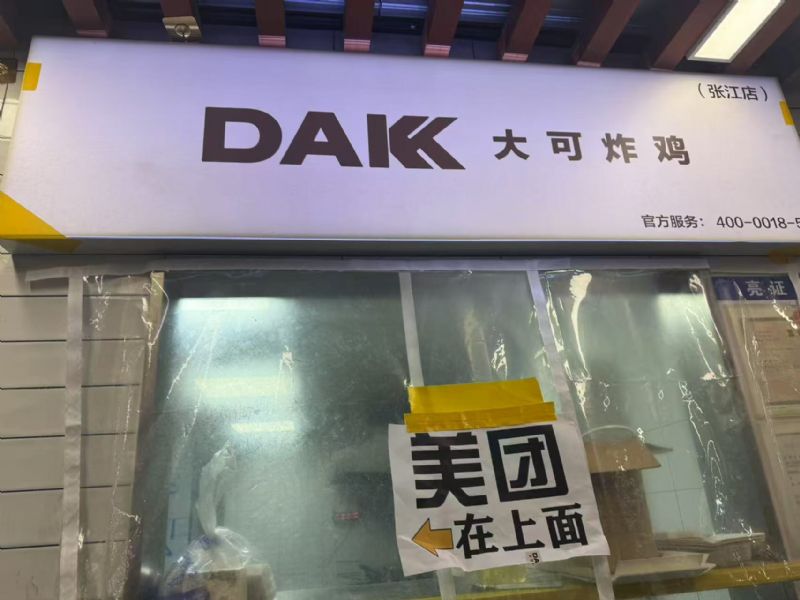 （张江店）
DAKK 大可炸鸡
官方服务： 400-0018-5
亮证
美团
在上面